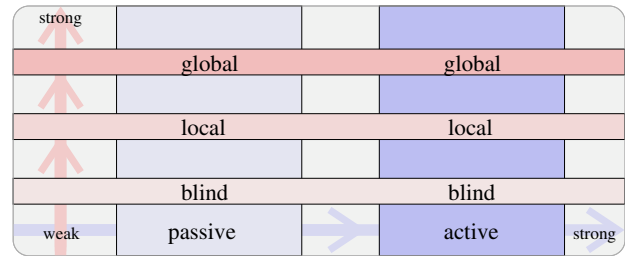 strong
global global
local local
blind blind
weak passive active strong